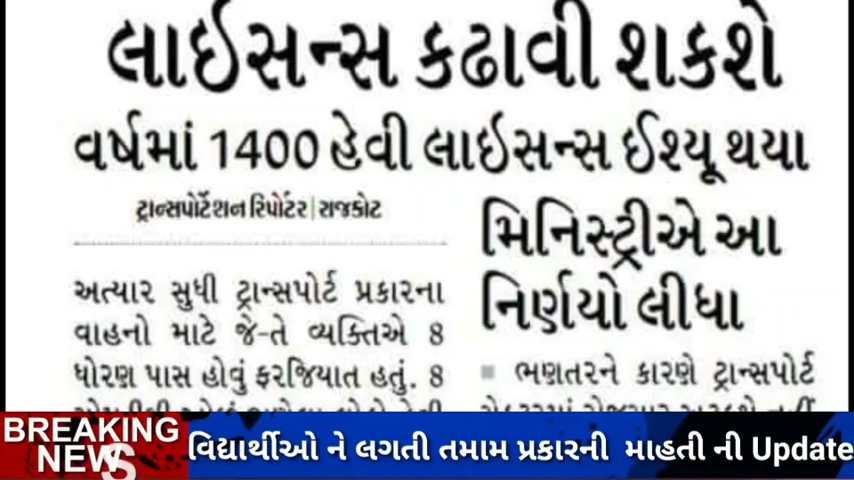 લાઈસન્સ કઢાવી શકશે
વર્ષમાં 1400 હેવી લાઇસન્સ ઈશ્યૂ થયા
ટ્રાન્સપોર્ટેશન રિપોર્ટર | રાજકોટ
અત્યાર સુધી ટ્રાન્સપોર્ટ પ્રકારના
વાહનો માટે જે-તે વ્યક્તિએ 8
ધોરણ પાસ હોવું ફરજિયાત હતું. 8
મિનિસ્ટ્રીએ આ
નિર્ણયો લીધા
ભણતરને કારણે ટ્રાન્સપોર્ટ
BREAKING
NEWS
વિદ્યાર્થીઓ ને લગતી તમામ પ્રકારની માહતી ની Update